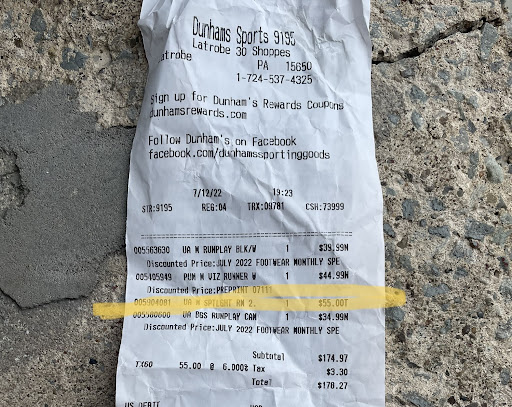 Dunhams Sports 9195
Latrobe 30 Shoppes
Latrobe PA 15650
1-724-537-4325
Sign up for Dunham's Rewards Coupons
dunhamsrewards.com
Follow Dunham's on Facebook
facebook.com/dunhamssportinggoods
7/12/22 19:23
STR:9195 REG:04 TRX:09781 CSH:73999
005563630 UA M RUNPLAY BLK/W 1 $39.99N
Discounted Price:JULY 2022 FOOTWEAR MONTHLY SPE
PUM M VIZ RUNNER W 1 $44.99N
Discounted Price:PREPRINT
005904081 UA M SPTLGHT RM 2. 1 $55.00T
UA BGS RUNPLAY CAM 1 $34.99N
Discounted Price:JULY 2022 FOOTWEAR MONTHLY SPE
Subtotal $174.97
TX60 55.00 @ 6.000% Tax $3.30
Total $178.27
US DEBIT